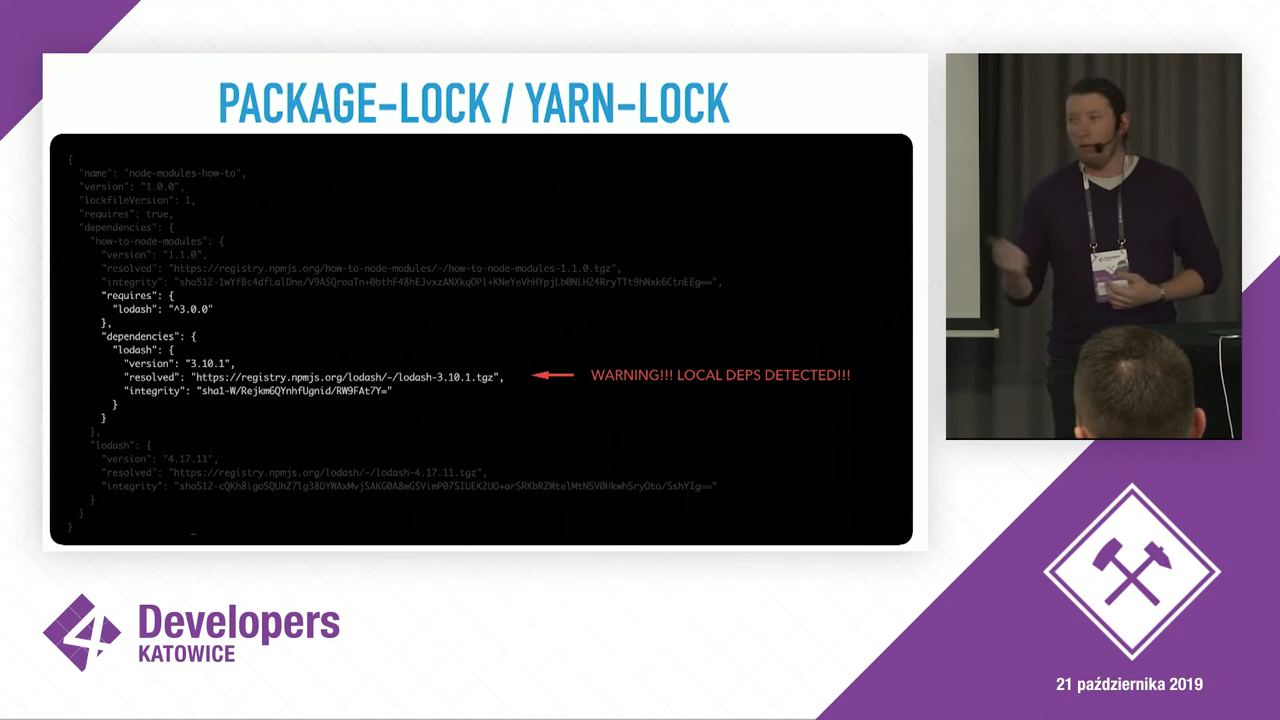 PACKAGE-LOCK / YARN-LOCK
{
"name": "node-modules-how-to",
"version": "1.0.0",
"lockfileVersion": 1,
"requires": true,
"dependencies": {
"how-to-node-modules": {
"version": "1.1.0",
"resolved": "https://registry.npmjs.org/how-to-node-modules/-/how-to-node-modules-1.1.0.tgz",
"integrity":
"requires": {
"lodash": "^3.0.0"
},
"dependencies": {
"lodash": {
"version": "3.10.1",
"resolved": "https://registry.npmjs.org/lodash/-/lodash-3.10.1.tgz",
WARNING!!! LOCAL DEPS DETECTED!!!
"integrity": "sha1-W/Rejkm6QYnhfUgnid/RW9FAt7Y="
}
}
},
"lodash": {
"version": "4.17.11",
"resolved": "https://registry.npmjs.org/lodash/-/lodash-4.17.11.tgz",
"integrity":
}
}
}
4 Developers
KATOWICE
21 października 2019